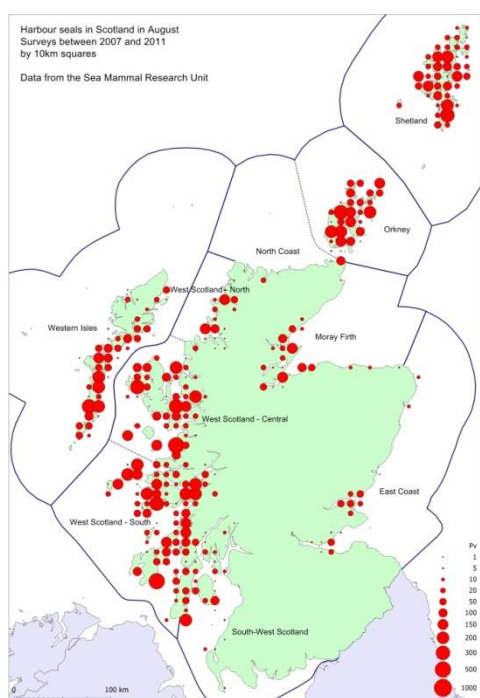 Harbour seals in Scotland in August
Surveys between 2007 and 2011
by 10km squares
Data from the Sea Mammal Research Unit
Shetland
Orkney
North Coast
West Scotland - North
Western Isles
Moray Firth
West Scotland - Central
East Coast
West Scotland - South
South-West Scotland
Pv
1
5
10
20
50
100
150
200
300
500
1000
0 100 km